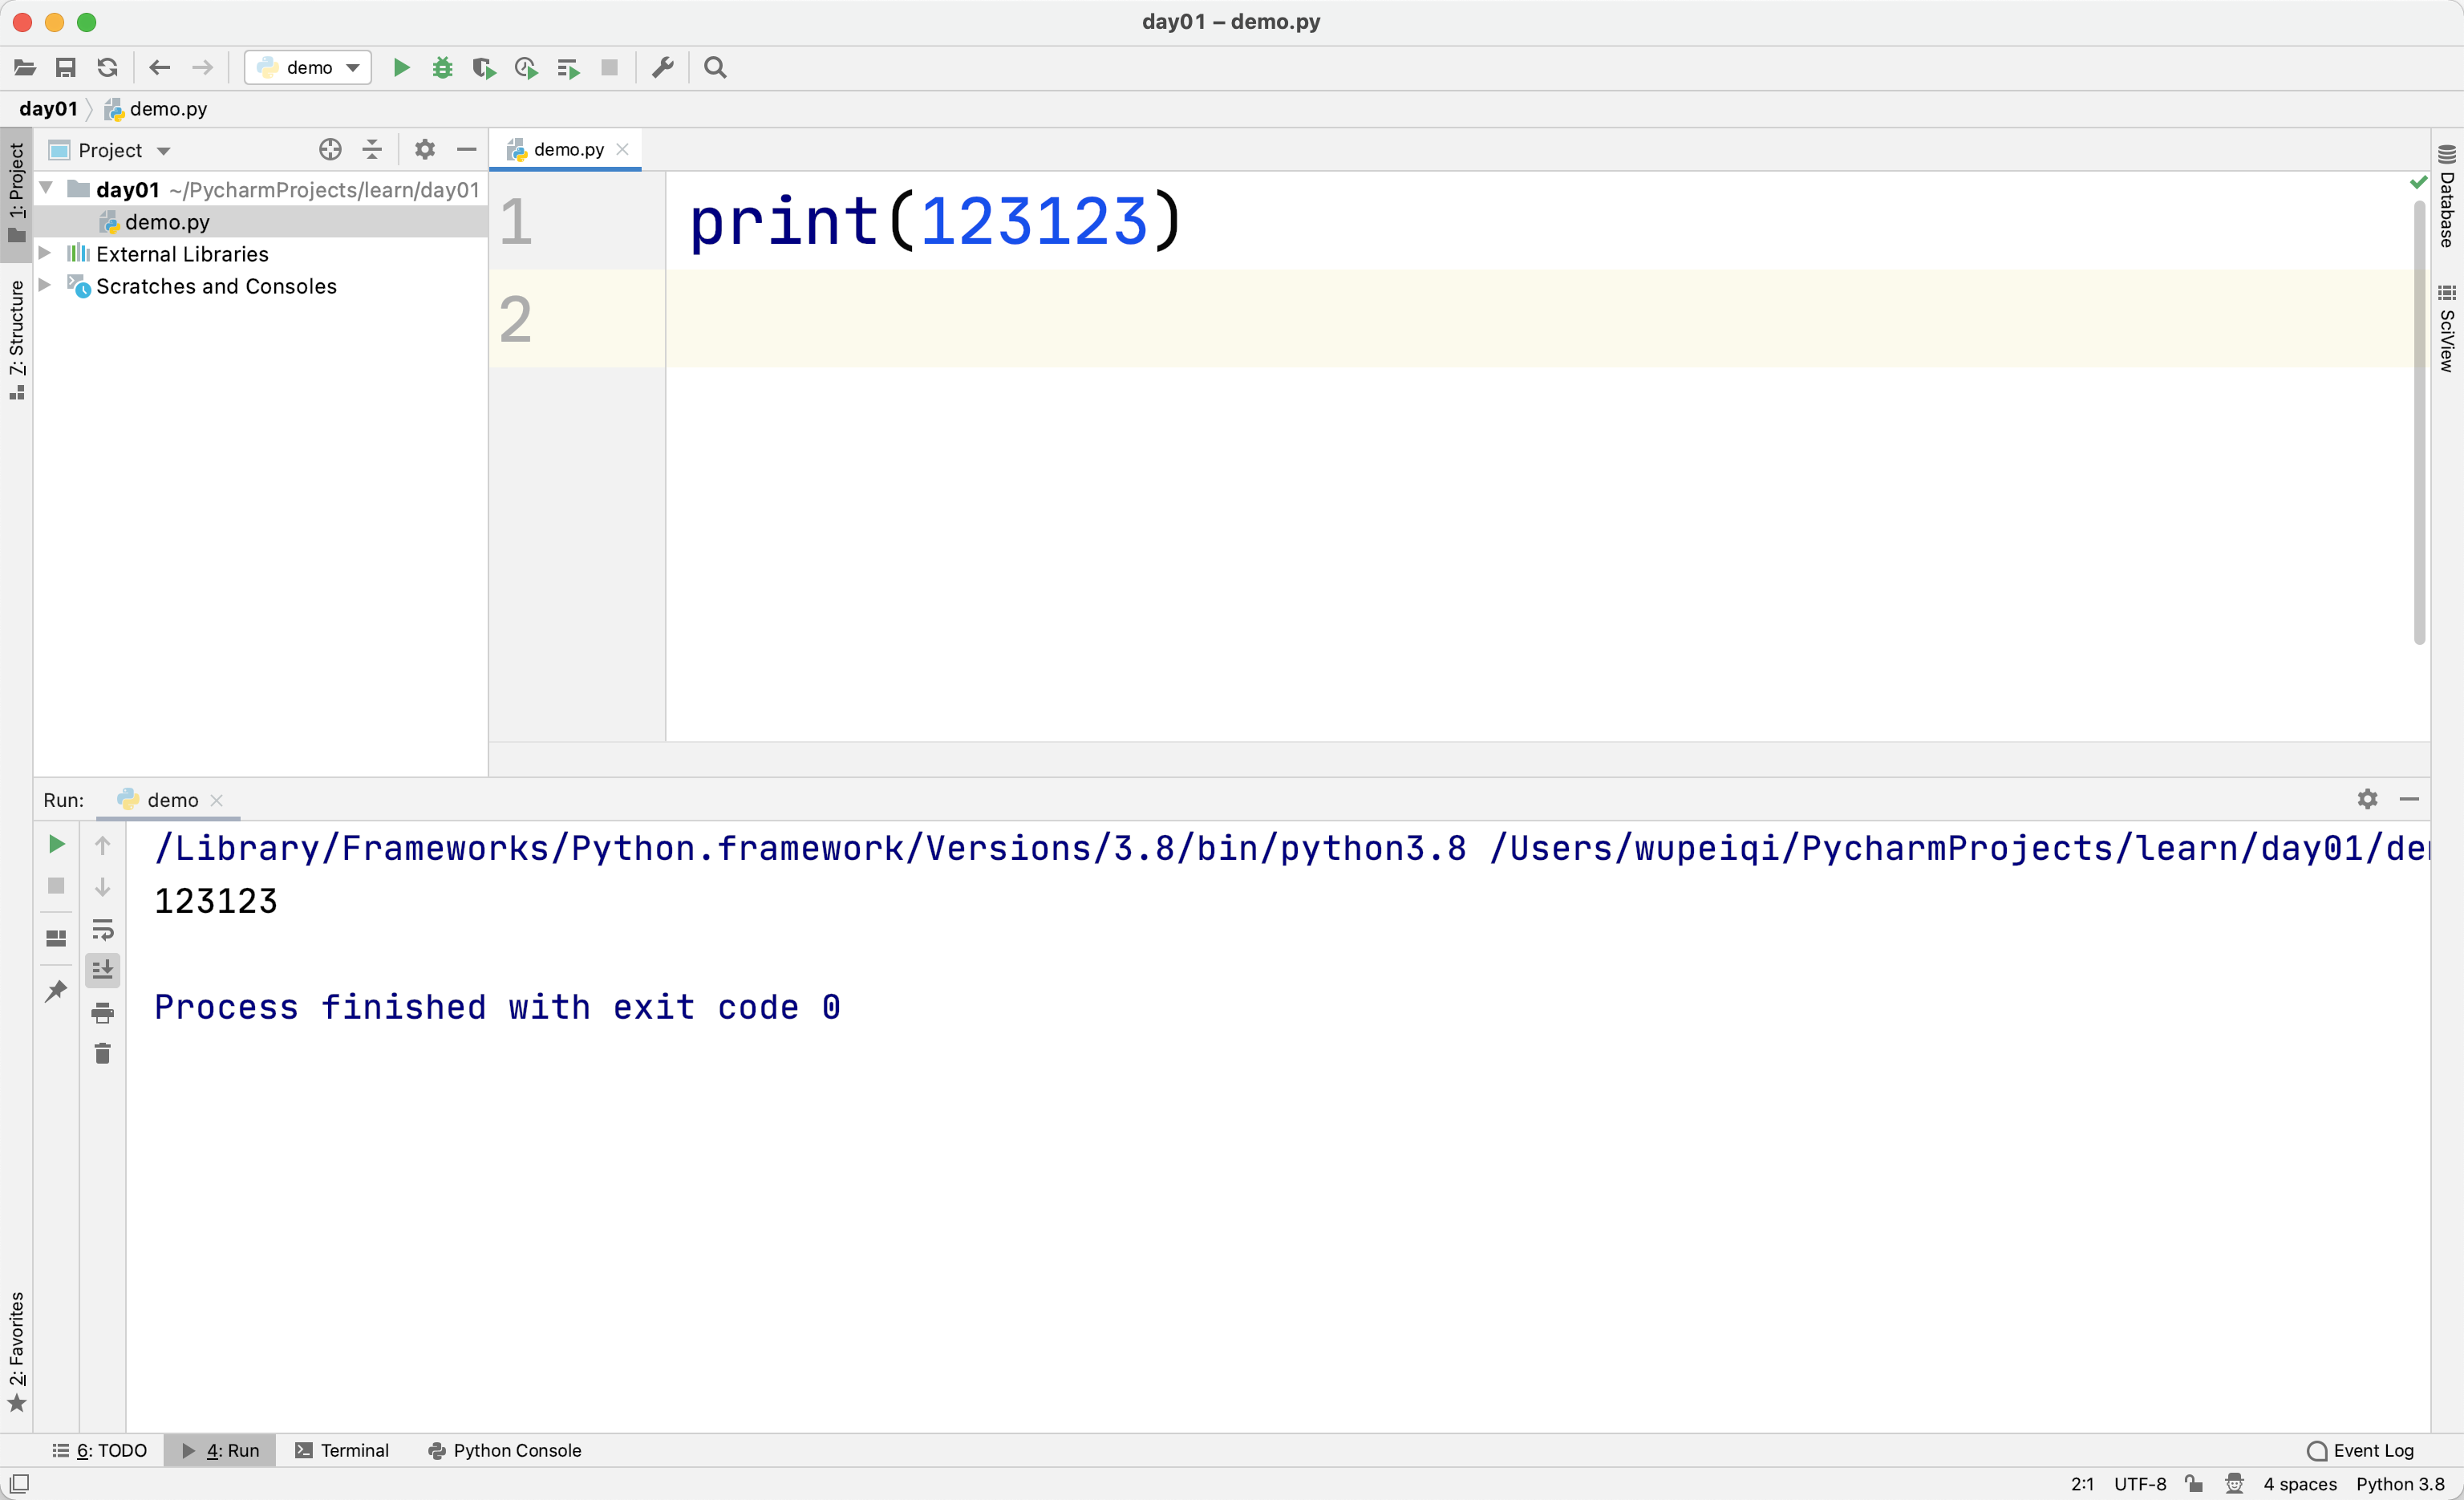 day01 – demo.py
demo
day01 demo.py
1: Project
Project
demo.py
day01 ~/PycharmProjects/learn/day01
demo.py
External Libraries
Scratches and Consoles
7: Structure
1 print(123123)
2
Database
SciView
Run: demo
/Library/Frameworks/Python.framework/Versions/3.8/bin/python3.8 /Users/wupeiqi/PycharmProjects/learn/day01/de
123123
Process finished with exit code 0
2: Favorites
6: TODO 4: Run Terminal Python Console Event Log
2:1 UTF-8 4 spaces Python 3.8